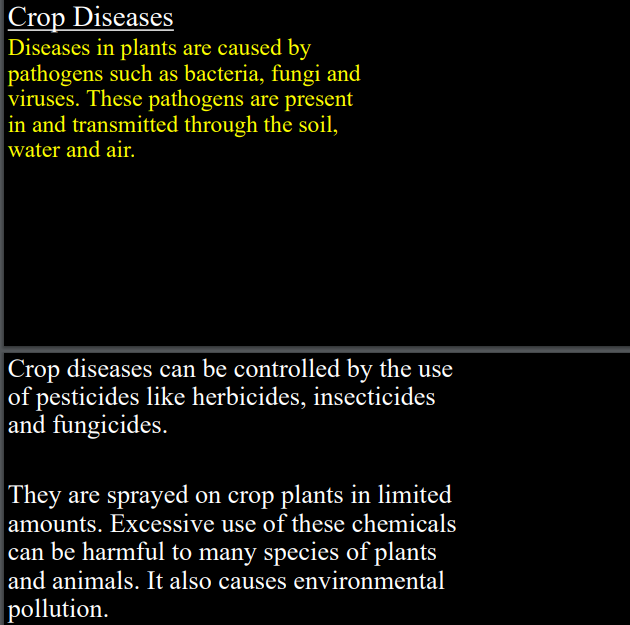 Crop Diseases
Diseases in plants are caused by
pathogens such as bacteria, fungi and
viruses. These pathogens are present
in and transmitted through the soil,
water and air.
Crop diseases can be controlled by the use
of pesticides like herbicides, insecticides
and fungicides.
They are sprayed on crop plants in limited
amounts. Excessive use of these chemicals
can be harmful to many species of plants
and animals. It also causes environmental
pollution.